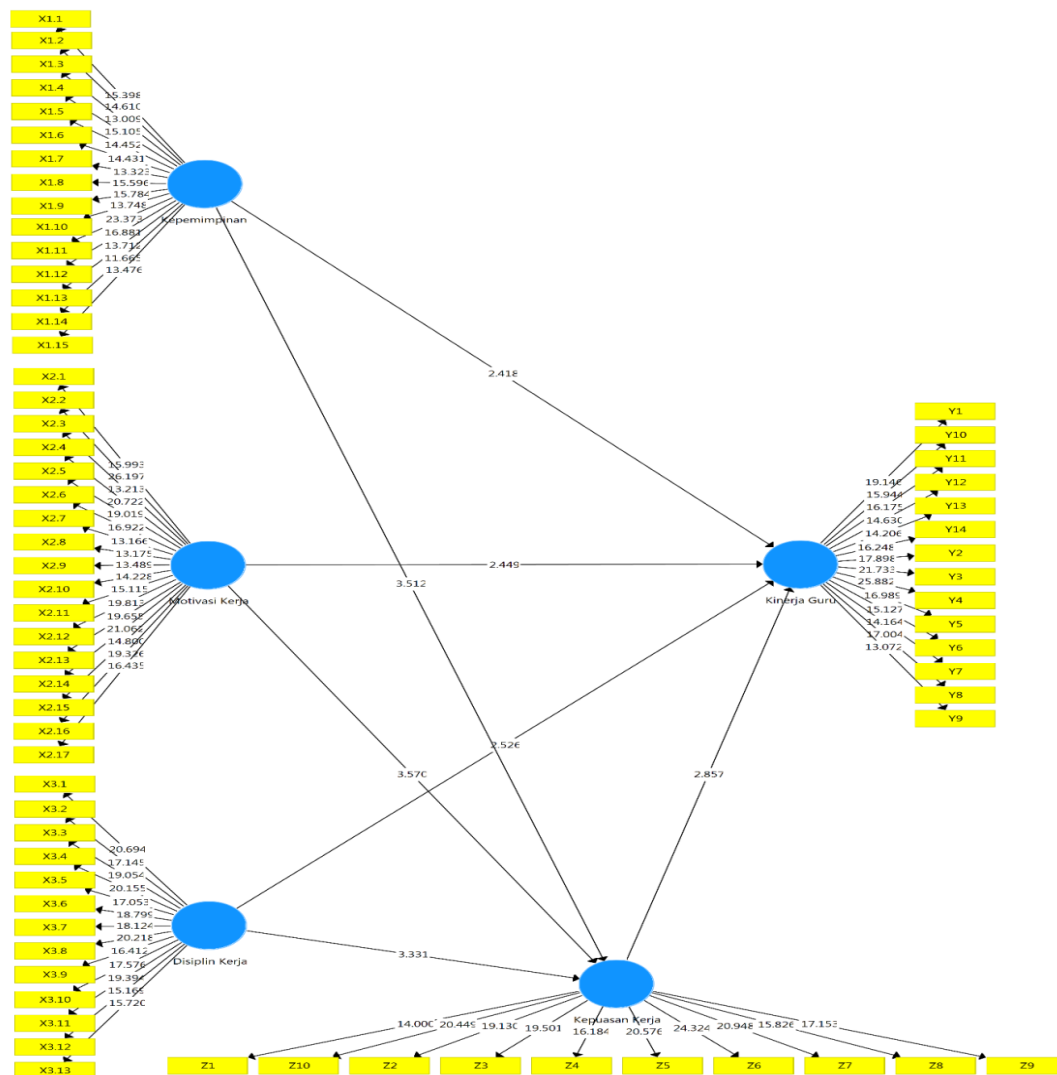 X1.1
X1.2
X1.3
X1.4
X1.5
X1.6
X1.7
X1.8
X1.9
X1.10
X1.11
X1.12
X1.13
X1.14
X1.15
15.398
14.610
13.009
15.105
14.452
14.431
13.323
15.596
15.784
13.748
23.373
16.881
13.712
11.665
13.476
Kepemimpinan
2.418
3.512
X2.1
X2.2
X2.3
X2.4
X2.5
X2.6
X2.7
X2.8
X2.9
X2.10
X2.11
X2.12
X2.13
X2.14
X2.15
X2.16
X2.17
15.993
26.197
13.213
20.722
19.019
16.922
13.166
13.175
13.489
14.228
15.115
19.813
19.655
21.062
14.800
19.326
16.435
Motivasi Kerja
2.449
3.570
X3.1
X3.2
X3.3
X3.4
X3.5
X3.6
X3.7
X3.8
X3.9
X3.10
X3.11
X3.12
X3.13
20.694
17.145
19.054
20.155
17.053
18.799
18.124
20.218
16.412
17.576
19.394
15.169
15.720
Disiplin Kerja
2.526
3.331
2.857
Kinerja Guru
19.146
15.944
16.175
14.630
14.206
16.248
17.898
21.733
25.882
16.989
15.127
14.164
17.004
13.072
Y1
Y10
Y11
Y12
Y13
Y14
Y2
Y3
Y4
Y5
Y6
Y7
Y8
Y9
Kepuasan Kerja
14.000
20.449
19.130
19.501
16.184
20.576
24.324
20.948
15.826
17.153
Z1
Z10
Z2
Z3
Z4
Z5
Z6
Z7
Z8
Z9